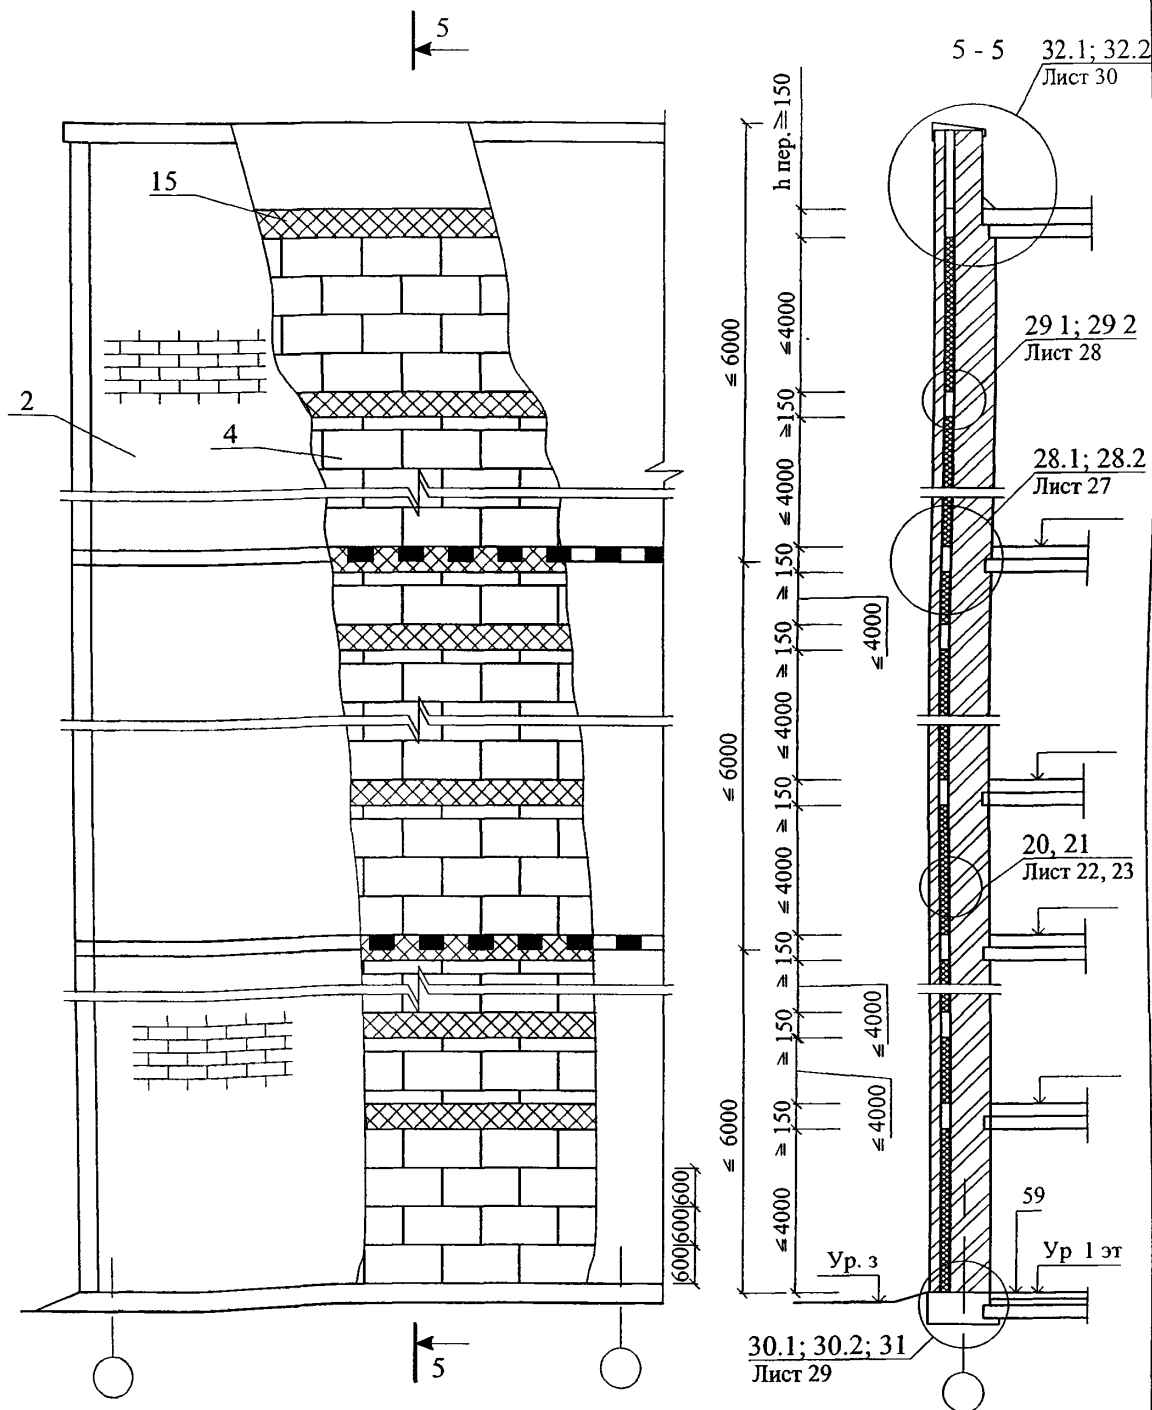 5
5 - 5
32.1; 32.2
Лист 30
15
h пер. ⩾ 150
≤ 6000
≤4000
29 1; 29 2
Лист 28
2
4
⩾ 150
≤ 4000
28.1; 28.2
Лист 27
⩾ 150
≤ 4000
⩾ 150
≤ 6000
≤ 4000
⩾ 150
≤ 4000
20, 21
Лист 22, 23
⩾ 150
≤ 4000
⩾ 150
≤ 4000
≤ 6000
⩾ 150
≤4000
600
600
600
59
Ур. з
Ур 1 эт
5
30.1; 30.2; 31
Лист 29